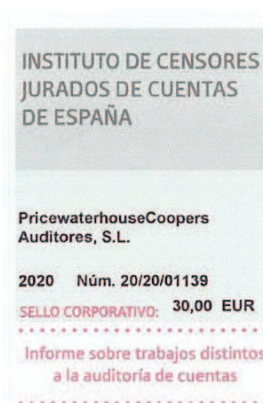 INSTITUTO DE CENSORES
JURADOS DE CUENTAS
DE ESPAÑA
PricewaterhouseCoopers
Auditores, S.L.
2020 Núm. 20/20/01139
SELLO CORPORATIVO: 30,00 EUR
Informe sobre trabajos distintos
a la auditoría de cuentas